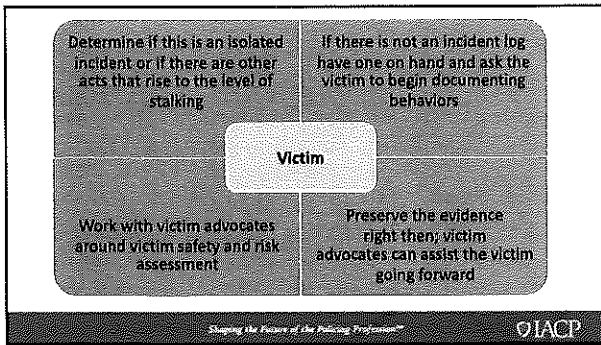 Determine if this is an isolated
incident or if there are other
acts that rise to the level of
stalking
If there is not an incident log
have one on hand and ask the
victim to begin documenting
behaviors
Victim
Work with victim advocates
around victim safety and risk
assessment
Preserve the evidence
right then; victim
advocates can assist the victim
going forward
Shaping the Future of the Policing Profession℠
IACP